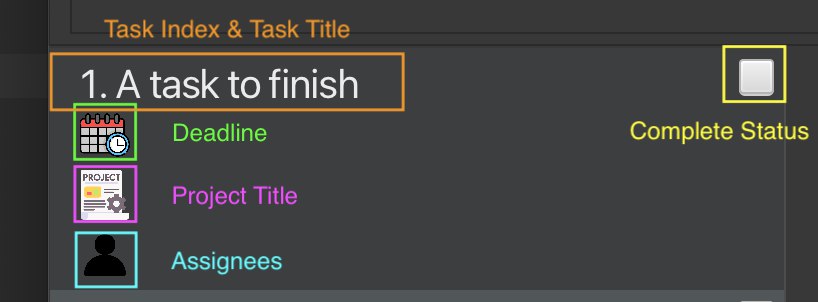 Task Index & Task Title
1. A task to finish
Deadline
Complete Status
PROJECT
Project Title
Assignees